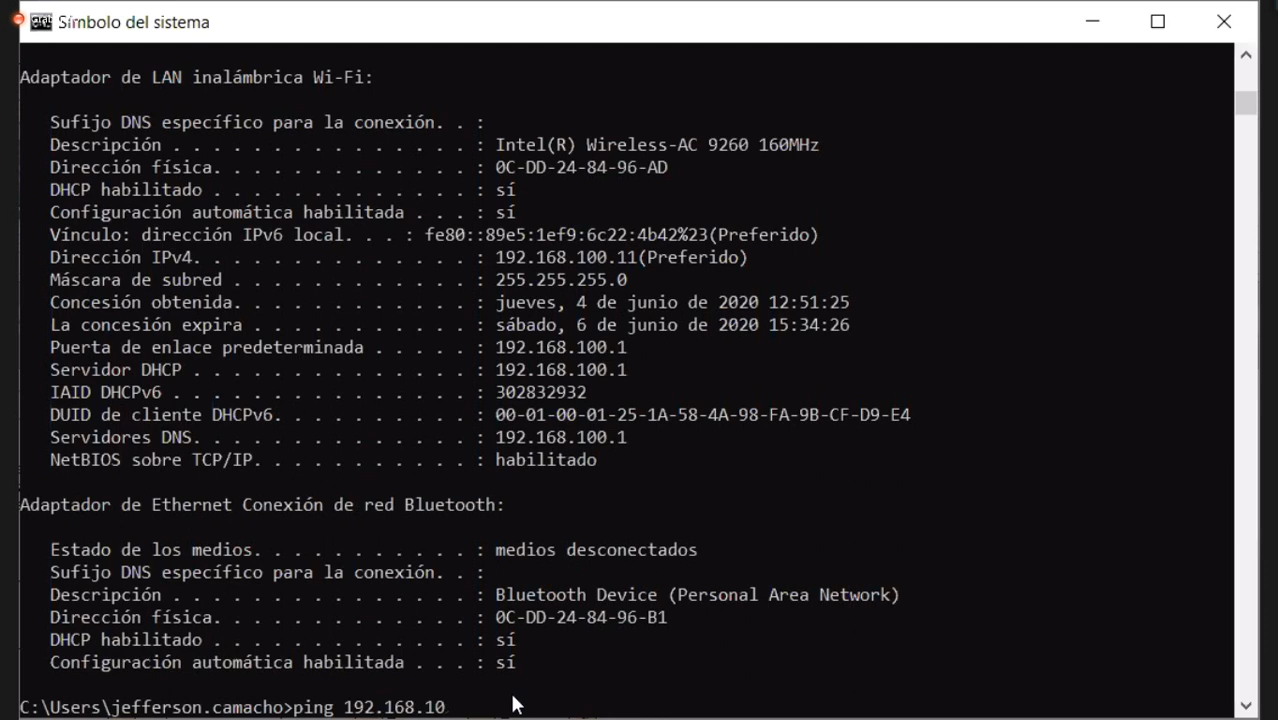 Símbolo del sistema
Adaptador de LAN inalámbrica Wi-Fi:
Sufijo DNS específico para la conexión. . :
Descripción . . . . . . . . . . . . . . . : Intel(R) Wireless-AC 9260 160MHz
Dirección física. . . . . . . . . . . . . : 0C-DD-24-84-96-AD
DHCP habilitado . . . . . . . . . . . . . : sí
Configuración automática habilitada . . . : sí
Vínculo: dirección IPv6 local. . . : fe80::89e5:1ef9:6c22:4b42%23(Preferido)
Dirección IPv4. . . . . . . . . . . . . . : 192.168.100.11(Preferido)
Máscara de subred . . . . . . . . . . . . : 255.255.255.0
Concesión obtenida. . . . . . . . . . . . : jueves, 4 de junio de 2020 12:51:25
La concesión expira . . . . . . . . . . . : sábado, 6 de junio de 2020 15:34:26
Puerta de enlace predeterminada . . . . . : 192.168.100.1
Servidor DHCP . . . . . . . . . . . . . . : 192.168.100.1
IAID DHCPv6 . . . . . . . . . . . . . . . : 302832932
DUID de cliente DHCPv6. . . . . . . . . . : 00-01-00-01-25-1A-58-4A-98-FA-9B-CF-D9-E4
Servidores DNS. . . . . . . . . . . . . . : 192.168.100.1
NetBIOS sobre TCP/IP. . . . . . . . . . . : habilitado
Adaptador de Ethernet Conexión de red Bluetooth:
Estado de los medios. . . . . . . . . . . : medios desconectados
Sufijo DNS específico para la conexión. . :
Descripción . . . . . . . . . . . . . . . : Bluetooth Device (Personal Area Network)
Dirección física. . . . . . . . . . . . . : 0C-DD-24-84-96-B1
DHCP habilitado . . . . . . . . . . . . . : sí
Configuración automática habilitada . . . : sí
C:\Users\jefferson.camacho>ping 192.168.10